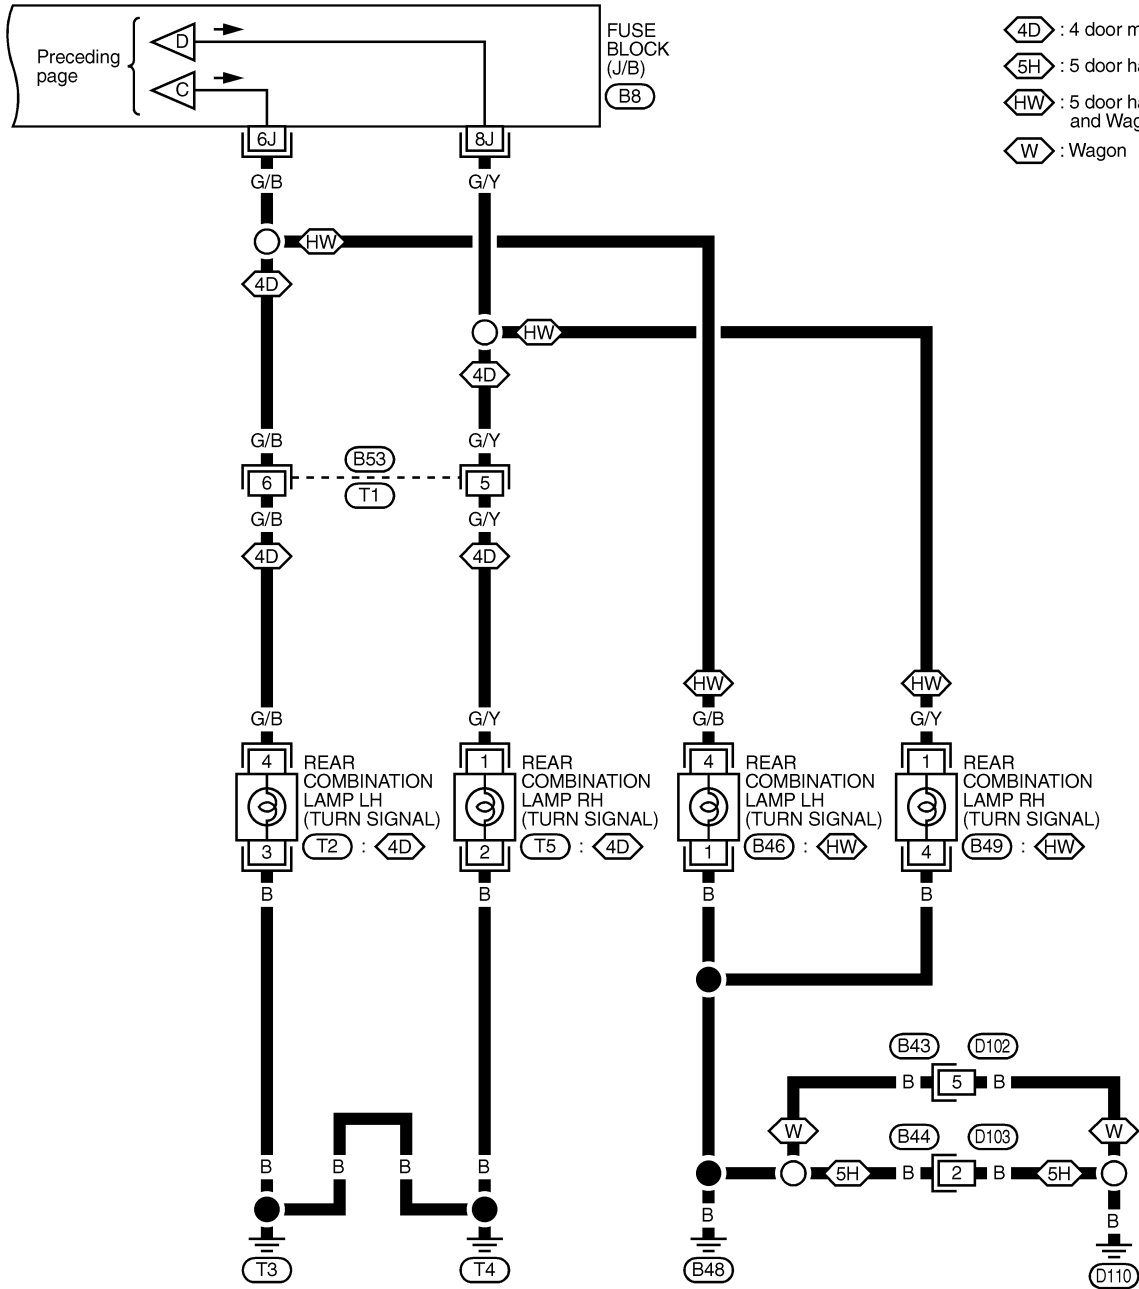 Preceding
page
D
C
FUSE
BLOCK
(J/B)
B8
4D : 4 door m
5H : 5 door ha
HW : 5 door ha
and Wag
W : Wagon
6J
8J
G/B
G/Y
HW
4D
HW
4D
G/B
G/Y
B53
6
5
T1
G/B
G/Y
4D
4D
HW
HW
G/B
G/Y
G/B
G/Y
4
REAR
COMBINATION
LAMP LH
(TURN SIGNAL)
3
T2 : 4D
1
REAR
COMBINATION
LAMP RH
(TURN SIGNAL)
2
T5 : 4D
4
REAR
COMBINATION
LAMP LH
(TURN SIGNAL)
1
B46 : HW
1
REAR
COMBINATION
LAMP RH
(TURN SIGNAL)
4
B49 : HW
B
B
B
B
B43
D102
B
5
B
W
W
B44
D103
5H
B
2
B
5H
B
B
B
B
B
B
T3
T4
B48
D110